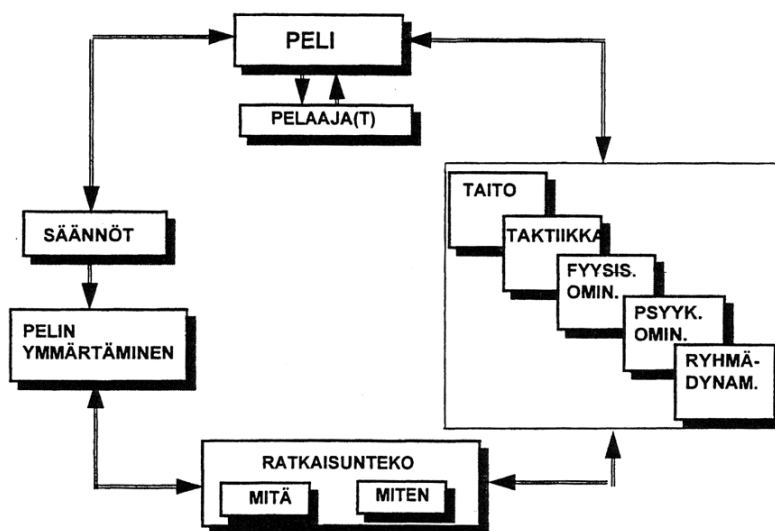 PELI
PELAAJA(T)
SÄÄNNÖT
PELIN
YMMÄRTÄMINEN
TAITO
TAKTIIKKA
FYYSIS.
OMIN.
PSYYK.
OMIN.
RYHMÄ-
DYNAM.
RATKAISUNTEKO
MITÄ
MITEN